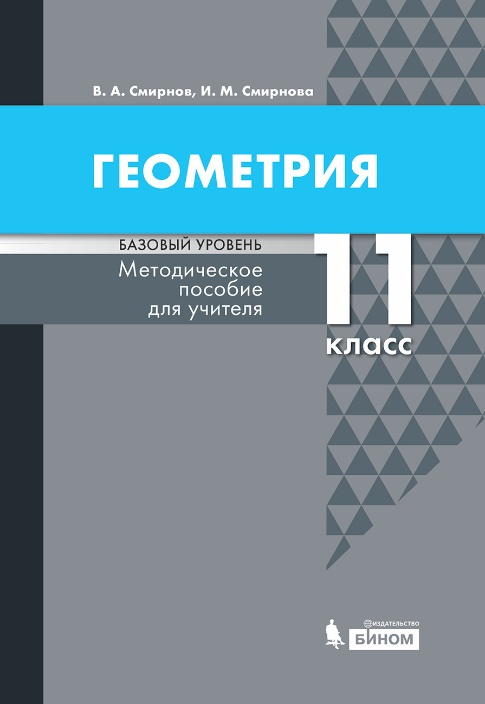 В. А. Смирнов, И. М. Смирнова
ГЕОМЕТРИЯ
БАЗОВЫЙ УРОВЕНЬ
Методическое
пособие
для учителя
11
класс
ИЗДАТЕЛЬСТВО
БИНОМ